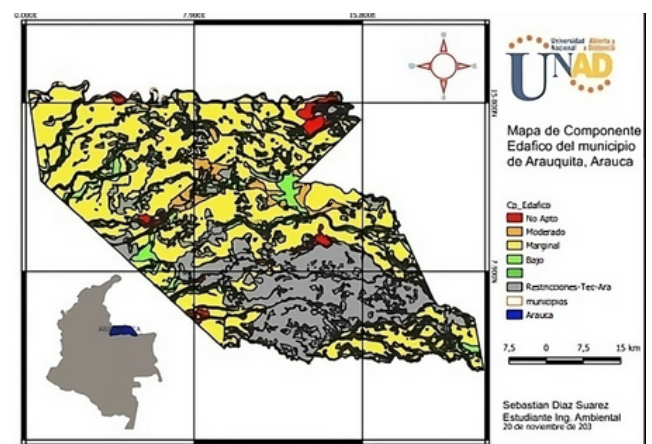 0.000E 7.900E 15.800E
15.800N
7.900N
Universidad Abierta y
Nacional a Distancia
UNAD
Mapa de Componente
Edafico del municipio
de Arauquita, Arauca
Cp_Edafico
No Apto
Moderado
Marginal
Bajo
Restricciones-Tec-Ara
municipios
Arauca
7,5 0 7,5 15 km
Sebastian Diaz Suarez
Estudiante Ing. Ambiental
20 de noviembre de 203